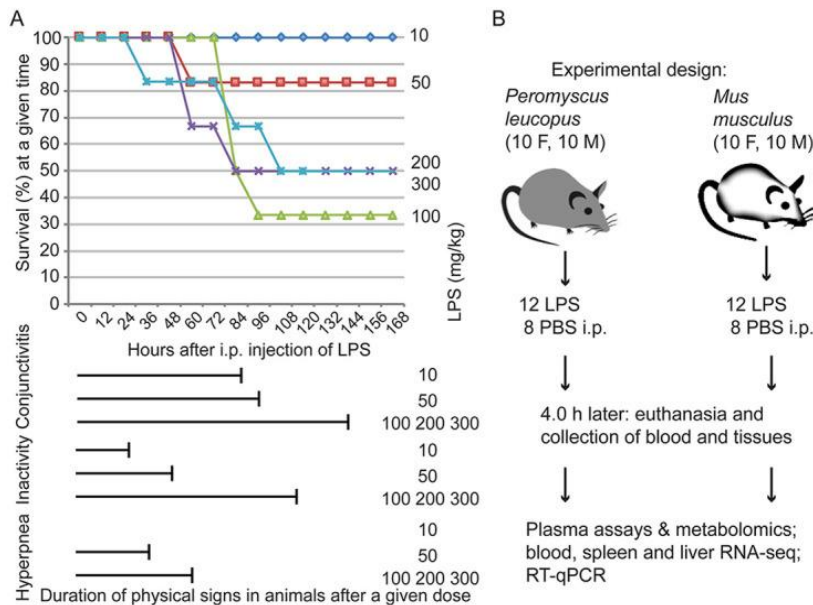 A
100
90
80
70
60
50
40
30
20
10
0
Survival (%) at a given time
0 12 24 36 48 60 72 84 96 108 120 132 144 156 168
Hours after i.p. injection of LPS
10
50
200
300
100
LPS (mg/kg)
Conjunctivitis
10
50
100 200 300
Inactivity
10
50
100 200 300
Hyperpnea
10
50
100 200 300
Duration of physical signs in animals after a given dose
B
Experimental design:
Peromyscus
leucopus
(10 F, 10 M)
Mus
musculus
(10 F, 10 M)
12 LPS
8 PBS i.p.
12 LPS
8 PBS i.p.
4.0 h later: euthanasia and
collection of blood and tissues
Plasma assays & metabolomics;
blood, spleen and liver RNA-seq;
RT-qPCR